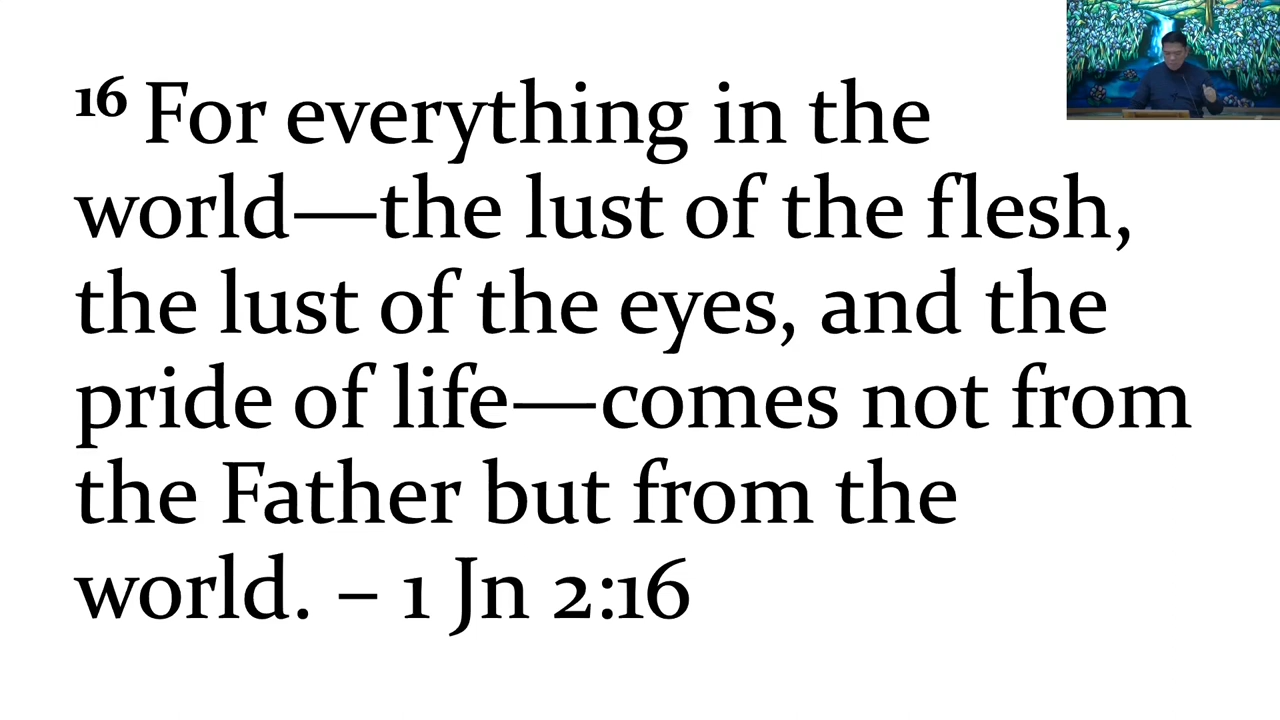 16 For everything in the
world—the lust of the flesh,
the lust of the eyes, and the
pride of life—comes not from
the Father but from the
world. – 1 Jn 2:16